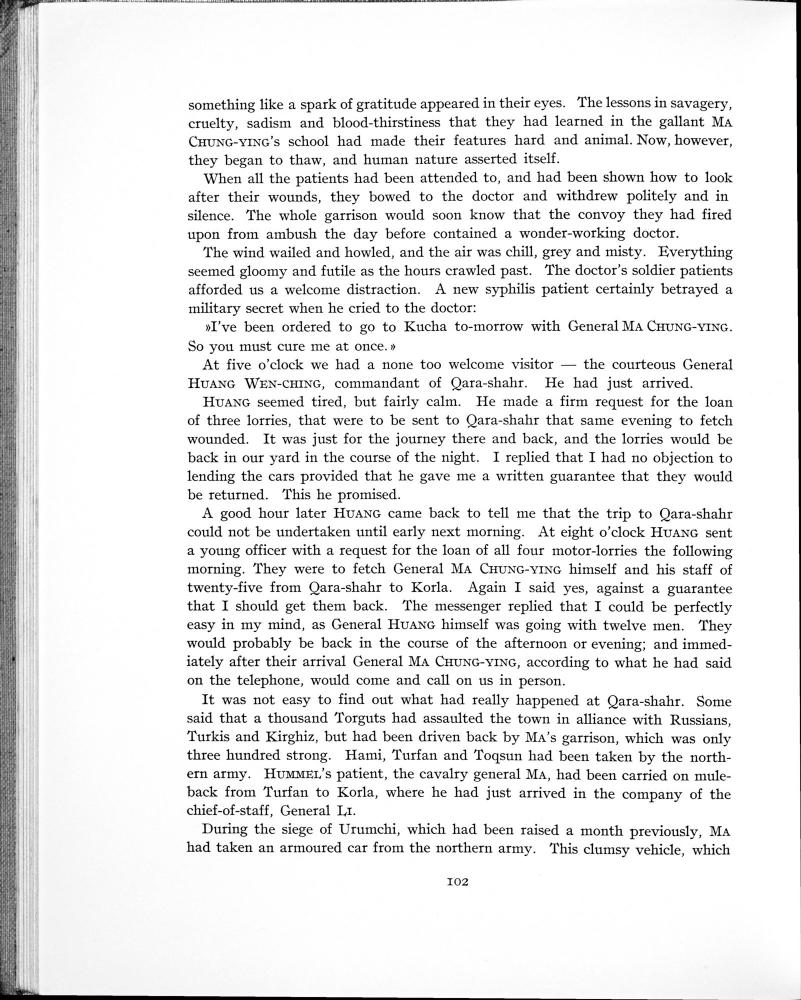 something like a spark of gratitude appeared in their eyes. The lessons in savagery,
cruelty, sadism and blood-thirstiness that they had learned in the gallant MA
CHUNG-YING's school had made their features hard and animal. Now, however,
they began to thaw, and human nature asserted itself.
When all the patients had been attended to, and had been shown how to look
after their wounds, they bowed to the doctor and withdrew politely and in
silence. The whole garrison would soon know that the convoy they had fired
upon from ambush the day before contained a wonder-working doctor.
The wind wailed and howled, and the air was chill, grey and misty. Everything
seemed gloomy and futile as the hours crawled past. The doctor's soldier patients
afforded us a welcome distraction. A new syphilis patient certainly betrayed a
military secret when he cried to the doctor:
»I've been ordered to go to Kucha to-morrow with General MA CHUNG-YING.
So you must cure me at once.»
At five o'clock we had a none too welcome visitor — the courteous General
HUANG WEN-CHING, commandant of Qara-shahr. He had just arrived.
HUANG seemed tired, but fairly calm. He made a firm request for the loan
of three lorries, that were to be sent to Qara-shahr that same evening to fetch
wounded. It was just for the journey there and back, and the lorries would be
back in our yard in the course of the night. I replied that I had no objection to
lending the cars provided that he gave me a written guarantee that they would
be returned. This he promised.
A good hour later HUANG came back to tell me that the trip to Qara-shahr
could not be undertaken until early next morning. At eight o'clock HUANG sent
a young officer with a request for the loan of all four motor-lorries the following
morning. They were to fetch General MA CHUNG-YING himself and his staff of
twenty-five from Qara-shahr to Korla. Again I said yes, against a guarantee
that I should get them back. The messenger replied that I could be perfectly
easy in my mind, as General HUANG himself was going with twelve men. They
would probably be back in the course of the afternoon or evening; and immed-
iately after their arrival General MA CHUNG-YING, according to what he had said
on the telephone, would come and call on us in person.
It was not easy to find out what had really happened at Qara-shahr. Some
said that a thousand Torguts had assaulted the town in alliance with Russians,
Turkis and Kirghiz, but had been driven back by MA's garrison, which was only
three hundred strong. Hami, Turfan and Toqsun had been taken by the north-
ern army. HUMMEL's patient, the cavalry general MA, had been carried on mule-
back from Turfan to Korla, where he had just arrived in the company of the
chief-of-staff, General LI.
During the siege of Urumchi, which had been raised a month previously, MA
had taken an armoured car from the northern army. This clumsy vehicle, which
102